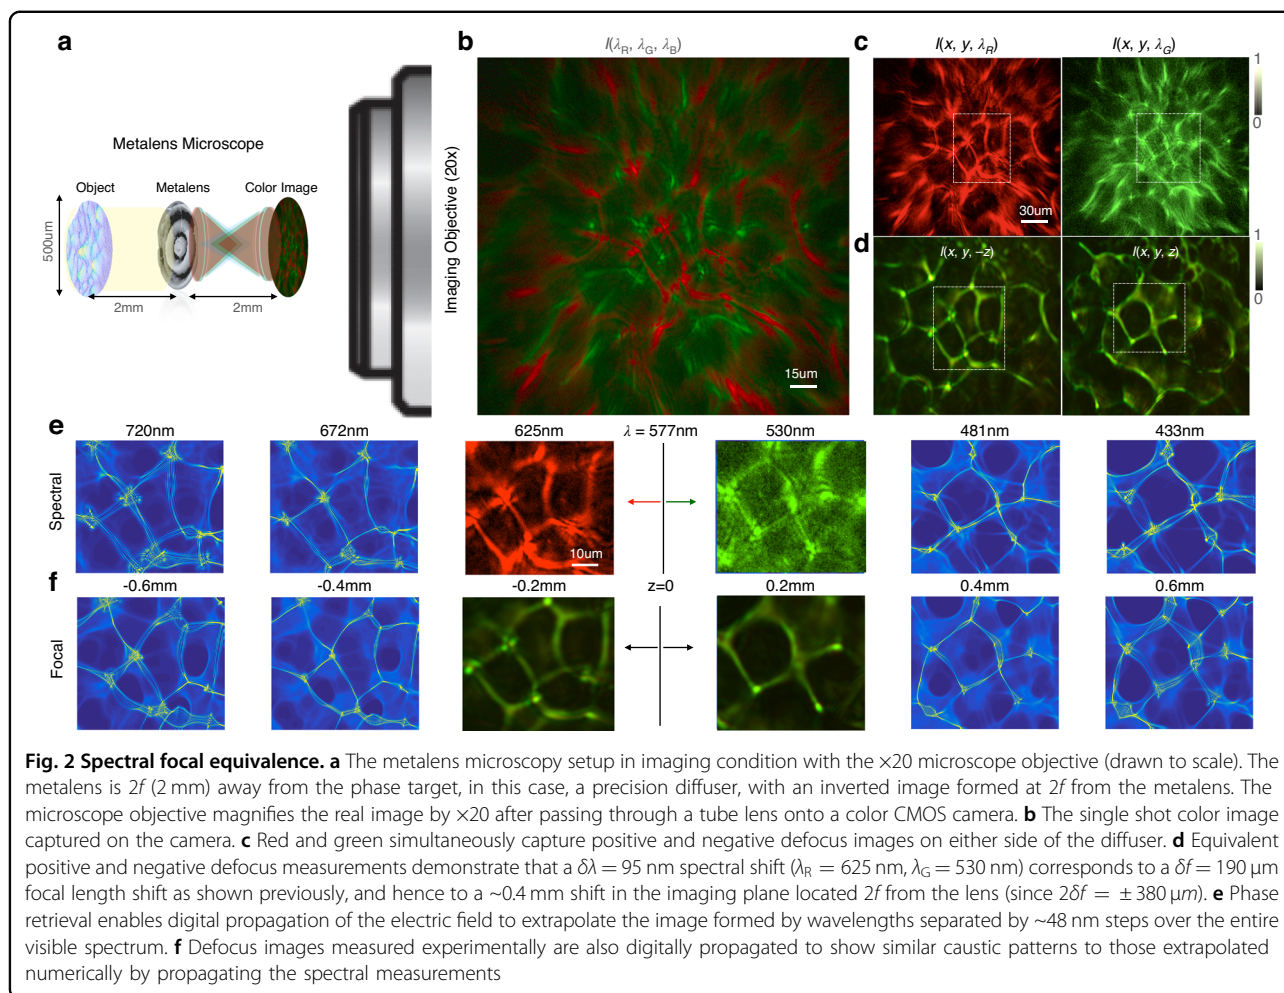 a
Metalens Microscope
Object
Metalens
Color Image
500um
2mm
2mm
b
I(λR, λG, λB)
Imaging Objective (20x)
15um
c
I(x, y, λR)
I(x, y, λG)
1
0
30um
d
I(x, y, –z)
I(x, y, z)
1
0
e
720nm
672nm
625nm
λ = 577nm
530nm
481nm
433nm
Spectral
10um
f
-0.6mm
-0.4mm
-0.2mm
z=0
0.2mm
0.4mm
0.6mm
Focal
Fig. 2 Spectral focal equivalence. a The metalens microscopy setup in imaging condition with the ×20 microscope objective (drawn to scale). The
metalens is 2f (2 mm) away from the phase target, in this case, a precision diffuser, with an inverted image formed at 2f from the metalens. The
microscope objective magnifies the real image by ×20 after passing through a tube lens onto a color CMOS camera. b The single shot color image
captured on the camera. c Red and green simultaneously capture positive and negative defocus images on either side of the diffuser. d Equivalent
positive and negative defocus measurements demonstrate that a δλ = 95 nm spectral shift (λR = 625 nm, λG = 530 nm) corresponds to a δf = 190 µm
focal length shift as shown previously, and hence to a ~0.4 mm shift in the imaging plane located 2f from the lens (since 2δf = ± 380 µm). e Phase
retrieval enables digital propagation of the electric field to extrapolate the image formed by wavelengths separated by ~48 nm steps over the entire
visible spectrum. f Defocus images measured experimentally are also digitally propagated to show similar caustic patterns to those extrapolated
numerically by propagating the spectral measurements